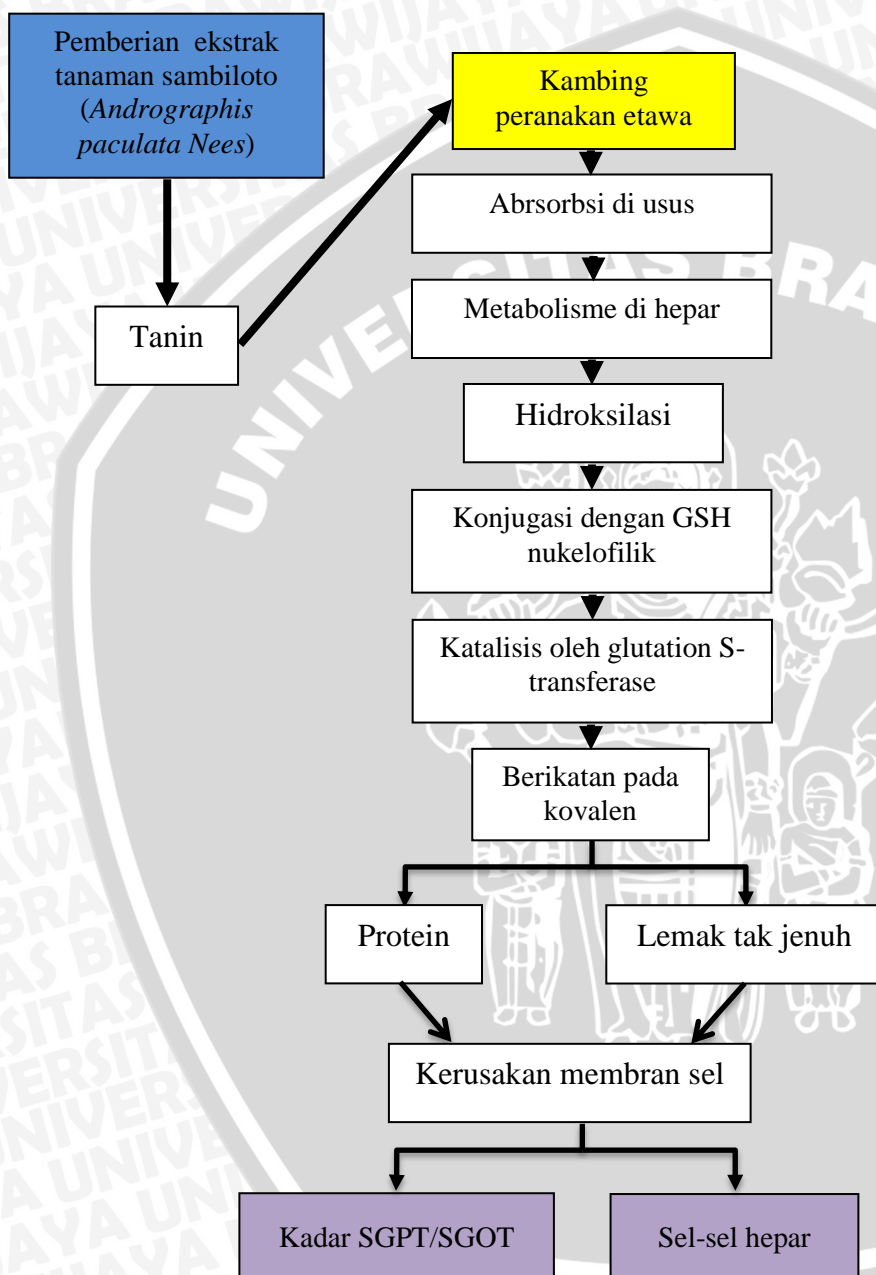 Pemberian ekstrak
tanaman sambiloto
(Andrographis
paculata Nees)
Kambing
peranakan etawa
Abrsorbsi di usus
Tanin
Metabolisme di hepar
Hidroksilasi
Konjugasi dengan GSH
nukelofilik
Katalisis oleh glutation S-
transferase
Berikatan pada
kovalen
Protein
Lemak tak jenuh
Kerusakan membran sel
Kadar SGPT/SGOT
Sel-sel hepar
UNIVERSITAS BRA